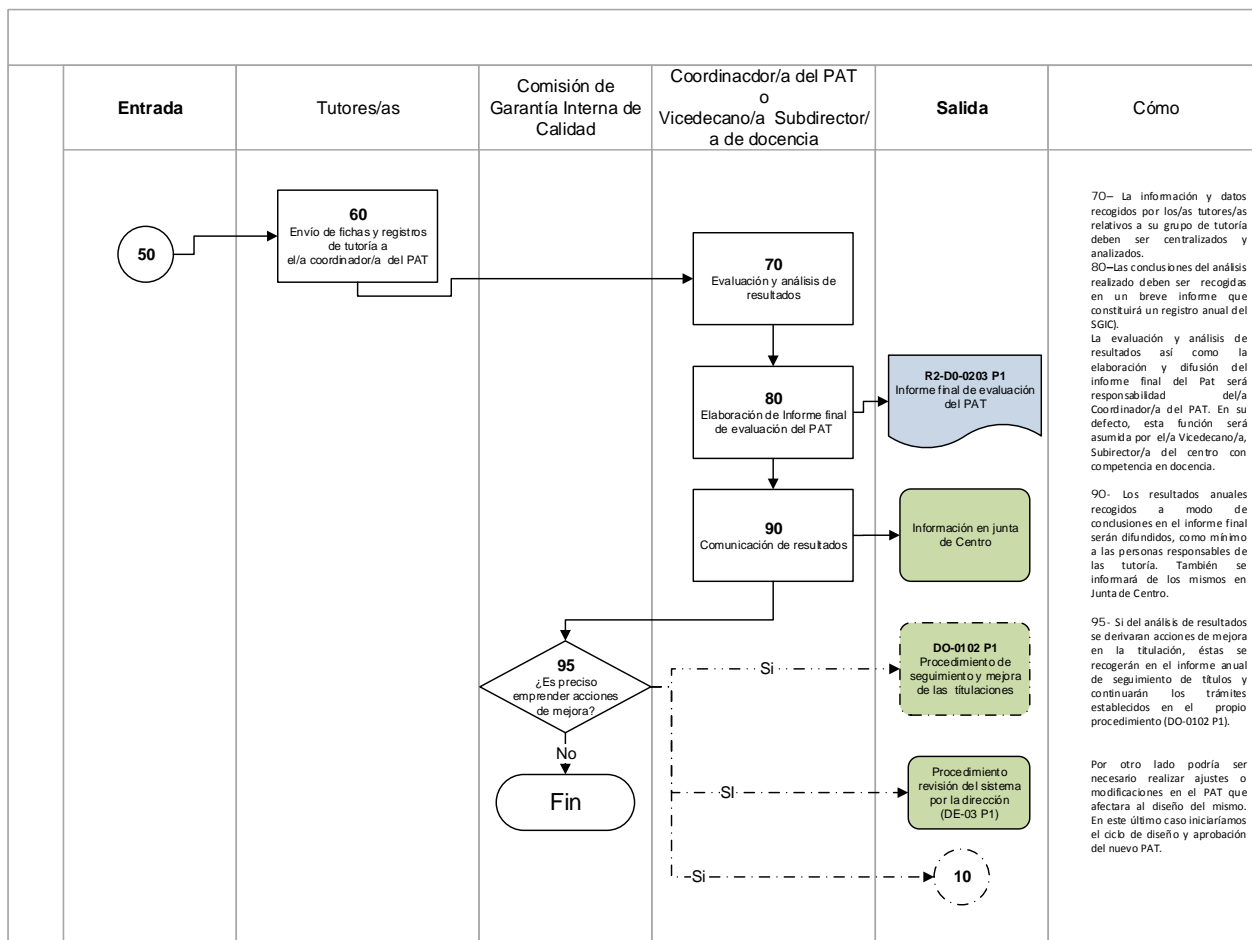 Entrada
Tutores/as
Comisión de
Garantía Interna de
Calidad
Coordinacdor/a del PAT
o
Vicedecano/a Subdirector/
a de docencia
Salida
Cómo
50
60
Envío de fichas y registros
de tutoría a
el/a coordinador/a del PAT
70
Evaluación y análisis de
resultados
80
Elaboración de Informe final
de evaluación del PAT
R2-D0-0203 P1
Informe final de evaluación
del PAT
90
Comunicación de resultados
Información en junta
de Centro
95
¿Es preciso
emprender acciones
de mejora?
No
Fin
Si
DO-0102 P1
Procedimiento de
seguimiento y mejora
de las titulaciones
SI
Procedimiento
revisión del sistema
por la dirección
(DE-03 P1)
Si
10
70– La información y datos
recogidos por los/as tutores/as
relativos a su grupo de tutoría
deben ser centralizados y
analizados.
80–Las conclusiones del análisis
realizado deben ser recogidas
en un breve informe que
constituirá un registro anual del
SGIC).
La evaluación y análisis de
resultados así como la
elaboración y difusión del
informe final del Pat será
responsabilidad del/a
Coordinador/a del PAT. En su
defecto, esta función será
asumida por el/a Vicedecano/a,
Subirector/a del centro con
competencia en docencia.
90- Los resultados anuales
recogidos a modo de
conclusiones en el informe final
serán difundidos, como mínimo
a las personas responsables de
las tutoría. También se
informará de los mismos en
Junta de Centro.
95- Si del análisis de resultados
se derivaran acciones de mejora
en la titulación, éstas se
recogerán en el informe anual
de seguimiento de títulos y
continuarán los trámites
establecidos en el propio
procedimiento (DO-0102 P1).
Por otro lado podría ser
necesario realizar ajustes o
modificaciones en el PAT que
afectara al diseño del mismo.
En este último caso iniciaríamos
el ciclo de diseño y aprobación
del nuevo PAT.